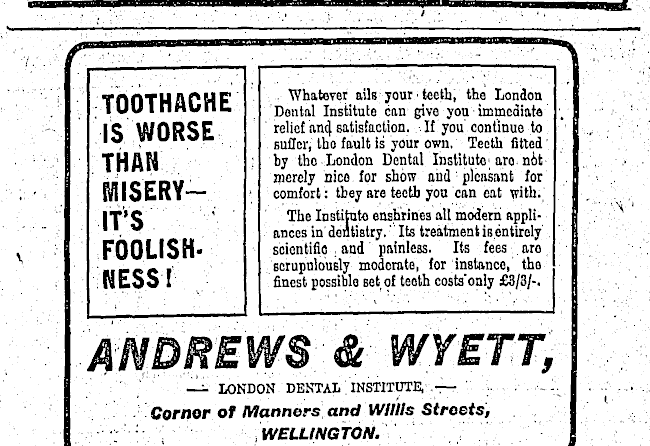 TOOTHACHE
IS WORSE
THAN
MISERY—
IT'S
FOOLISH-
NESS!
Whatever ails your teeth, the London
Dental Institute can give you immediate
relief and satisfaction. If you continue to
suffer, the fault is your own. Teeth fitted
by the London Dental Institute are not
merely nice for show and pleasant for
comfort: they are teeth you can eat with.
The Institute enshrines all modern appli-
ances in dentistry. Its treatment is entirely
scientific and painless. Its fees are
scrupulously moderate, for instance, the
finest possible set of teeth costs only £3/3/-.
ANDREWS & WYETT,
— LONDON DENTAL INSTITUTE, —
Corner of Manners and Willis Streets,
WELLINGTON.